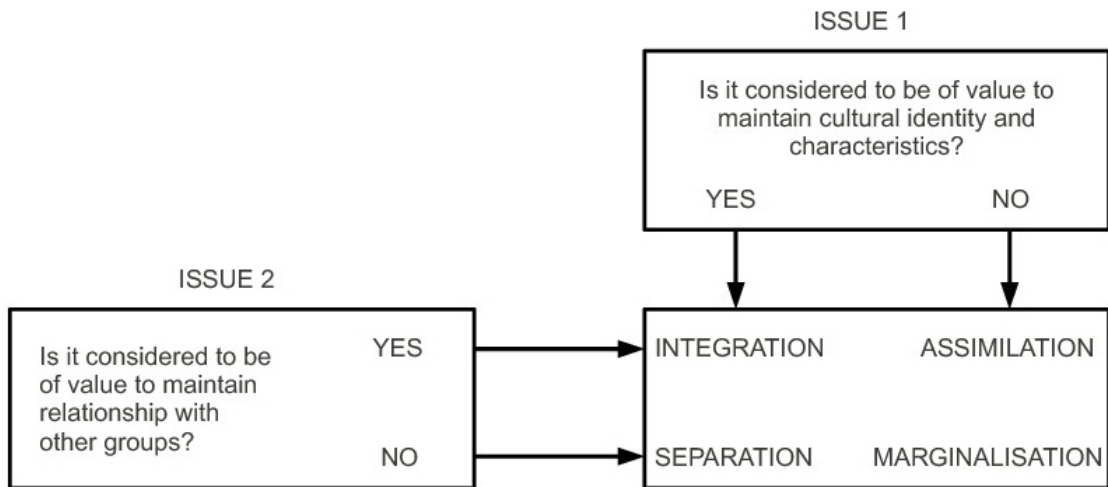 ISSUE 1
Is it considered to be of value to
maintain cultural identity and
characteristics?
YES NO
ISSUE 2
Is it considered to be
of value to maintain
relationship with
other groups?
YES
NO
INTEGRATION ASSIMILATION
SEPARATION MARGINALISATION